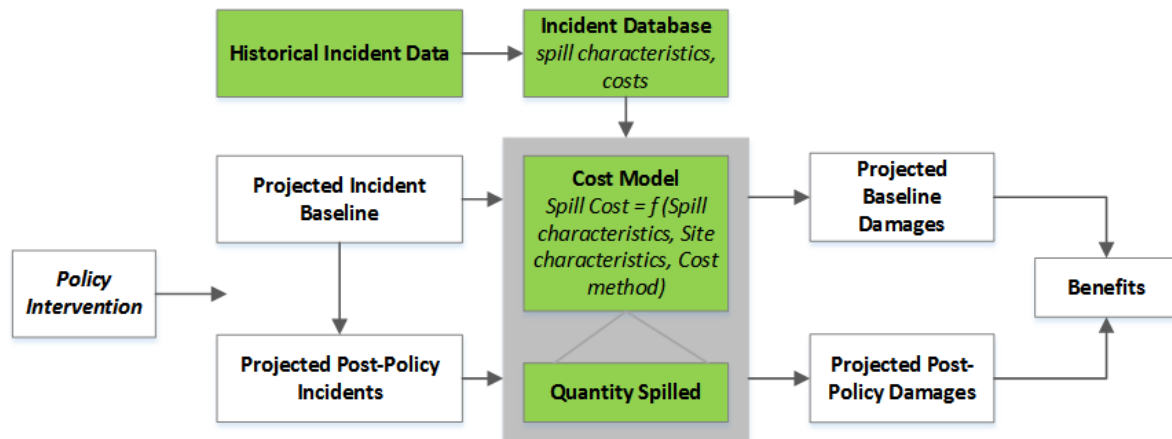 Historical Incident Data
Incident Database
spill characteristics,
costs
Projected Incident
Baseline
Cost Model
Spill Cost = f (Spill
characteristics, Site
characteristics, Cost
method)
Projected
Baseline
Damages
Policy
Intervention
Benefits
Projected Post-Policy
Incidents
Quantity Spilled
Projected Post-
Policy Damages